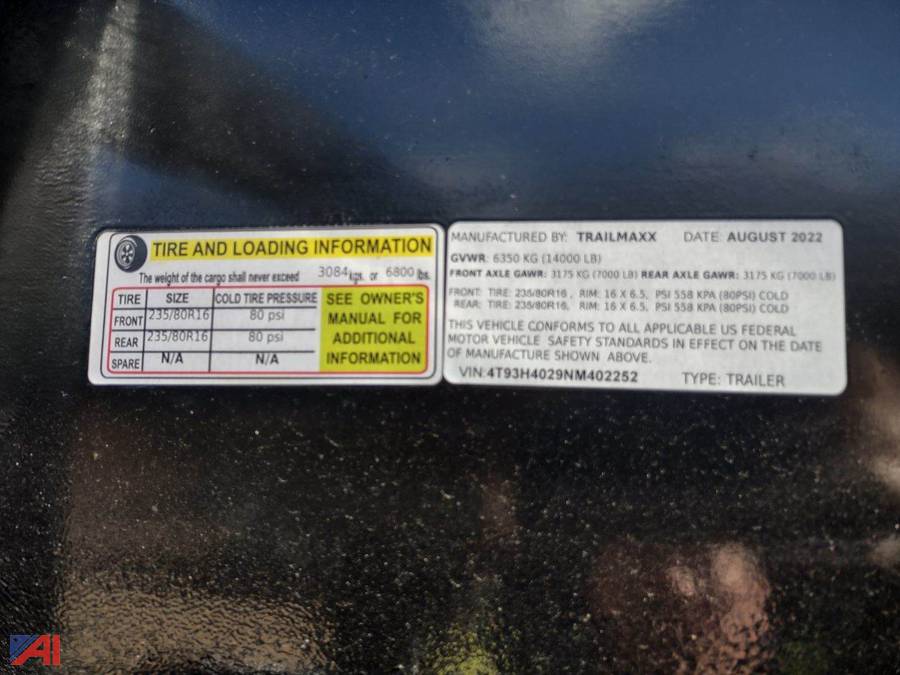 TIRE AND LOADING INFORMATION
The weight of the cargo shall never exceed 3084 kgs. or 6800 lbs.
TIRE SIZE COLD TIRE PRESSURE
FRONT 235/80R16 80 psi
REAR 235/80R16 80 psi
SPARE N/A N/A
SEE OWNER'S
MANUAL FOR
ADDITIONAL
INFORMATION
MANUFACTURED BY: TRAILMAXX DATE: AUGUST 2022
GVWR: 6350 KG (14000 LB)
FRONT AXLE GAWR: 3175 KG (7000 LB) REAR AXLE GAWR: 3175 KG (7000 LB)
FRONT: TIRE: 235/80R16, RIM: 16 X 6.5, PSI 558 KPA (80PSI) COLD
REAR: TIRE: 235/80R16, RIM: 16 X 6.5, PSI 558 KPA (80PSI) COLD
THIS VEHICLE CONFORMS TO ALL APPLICABLE US FEDERAL
MOTOR VEHICLE SAFETY STANDARDS IN EFFECT ON THE DATE
OF MANUFACTURE SHOWN ABOVE.
VIN:4T93H4029NM402252 TYPE: TRAILER
AI